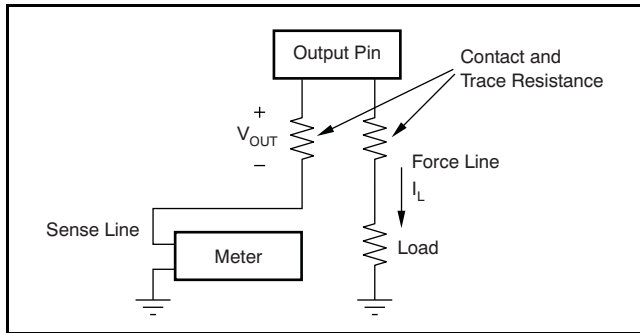 Output Pin
Contact and
Trace Resistance
+
V_OUT
–
Force Line
I_L
Sense Line
Meter
Load